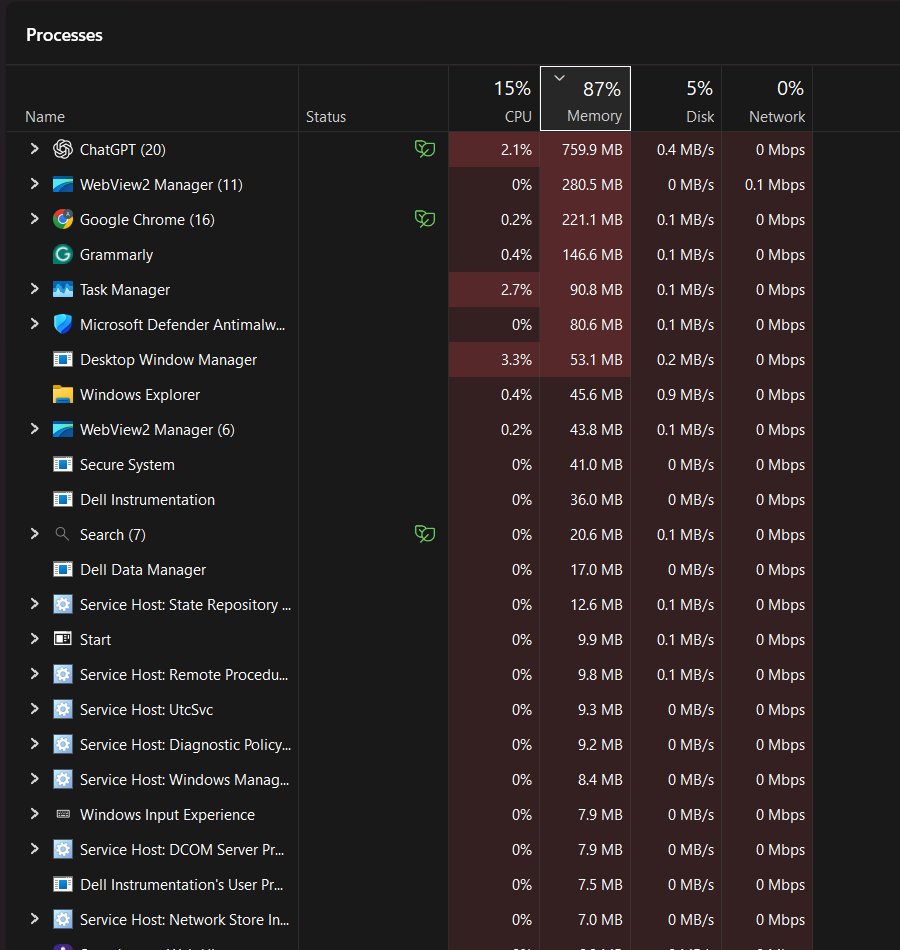 Processes
15% 87% 5% 0%
Name Status CPU Memory Disk Network
ChatGPT (20) 2.1% 759.9 MB 0.4 MB/s 0 Mbps
WebView2 Manager (11) 0% 280.5 MB 0 MB/s 0.1 Mbps
Google Chrome (16) 0.2% 221.1 MB 0.1 MB/s 0 Mbps
Grammarly 0.4% 146.6 MB 0.1 MB/s 0 Mbps
Task Manager 2.7% 90.8 MB 0.1 MB/s 0 Mbps
Microsoft Defender Antimalw... 0% 80.6 MB 0.1 MB/s 0 Mbps
Desktop Window Manager 3.3% 53.1 MB 0.2 MB/s 0 Mbps
Windows Explorer 0.4% 45.6 MB 0.9 MB/s 0 Mbps
WebView2 Manager (6) 0.2% 43.8 MB 0.1 MB/s 0 Mbps
Secure System 0% 41.0 MB 0 MB/s 0 Mbps
Dell Instrumentation 0% 36.0 MB 0 MB/s 0 Mbps
Search (7) 0% 20.6 MB 0.1 MB/s 0 Mbps
Dell Data Manager 0% 17.0 MB 0 MB/s 0 Mbps
Service Host: State Repository ... 0% 12.6 MB 0.1 MB/s 0 Mbps
Start 0% 9.9 MB 0.1 MB/s 0 Mbps
Service Host: Remote Procedu... 0% 9.8 MB 0.1 MB/s 0 Mbps
Service Host: UtcSvc 0% 9.3 MB 0 MB/s 0 Mbps
Service Host: Diagnostic Policy... 0% 9.2 MB 0 MB/s 0 Mbps
Service Host: Windows Manag... 0% 8.4 MB 0 MB/s 0 Mbps
Windows Input Experience 0% 7.9 MB 0 MB/s 0 Mbps
Service Host: DCOM Server Pr... 0% 7.9 MB 0 MB/s 0 Mbps
Dell Instrumentation's User Pr... 0% 7.5 MB 0 MB/s 0 Mbps
Service Host: Network Store In... 0% 7.0 MB 0 MB/s 0 Mbps